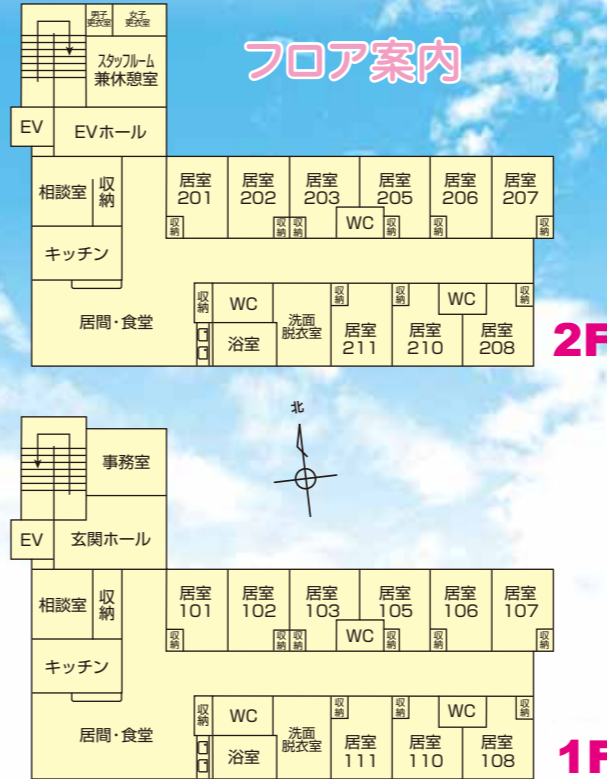 フロア案内
男子
更衣室
女子
更衣室
スタッフルーム
兼休憩室
EV
EVホール
相談室
収納
居室
201
居室
202
居室
203
居室
205
居室
206
居室
207
収納
収納
収納
WC
収納
収納
収納
キッチン
居間・食堂
収納
WC
浴室
洗面
脱衣室
収納
居室
211
収納
居室
210
WC
収納
居室
208
2F
北
事務室
EV
玄関ホール
相談室
収納
居室
101
居室
102
居室
103
居室
105
居室
106
居室
107
収納
収納
収納
WC
収納
収納
収納
キッチン
居間・食堂
収納
WC
浴室
洗面
脱衣室
収納
居室
111
収納
居室
110
WC
収納
居室
108
1F